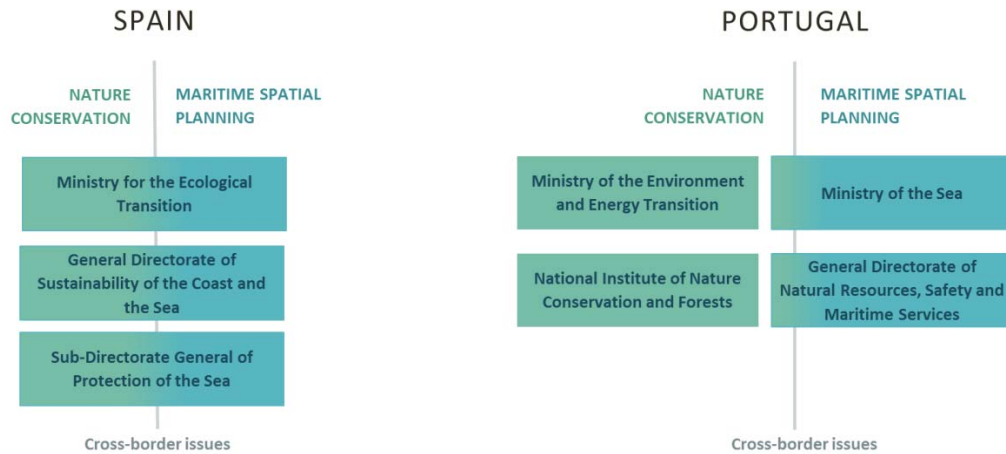 SPAIN
NATURE
CONSERVATION
MARITIME SPATIAL
PLANNING
Ministry for the Ecological
Transition
General Directorate of
Sustainability of the Coast and
the Sea
Sub-Directorate General of
Protection of the Sea
Cross-border issues
PORTUGAL
NATURE
CONSERVATION
MARITIME SPATIAL
PLANNING
Ministry of the Environment
and Energy Transition
Ministry of the Sea
National Institute of Nature
Conservation and Forests
General Directorate of
Natural Resources, Safety and
Maritime Services
Cross-border issues